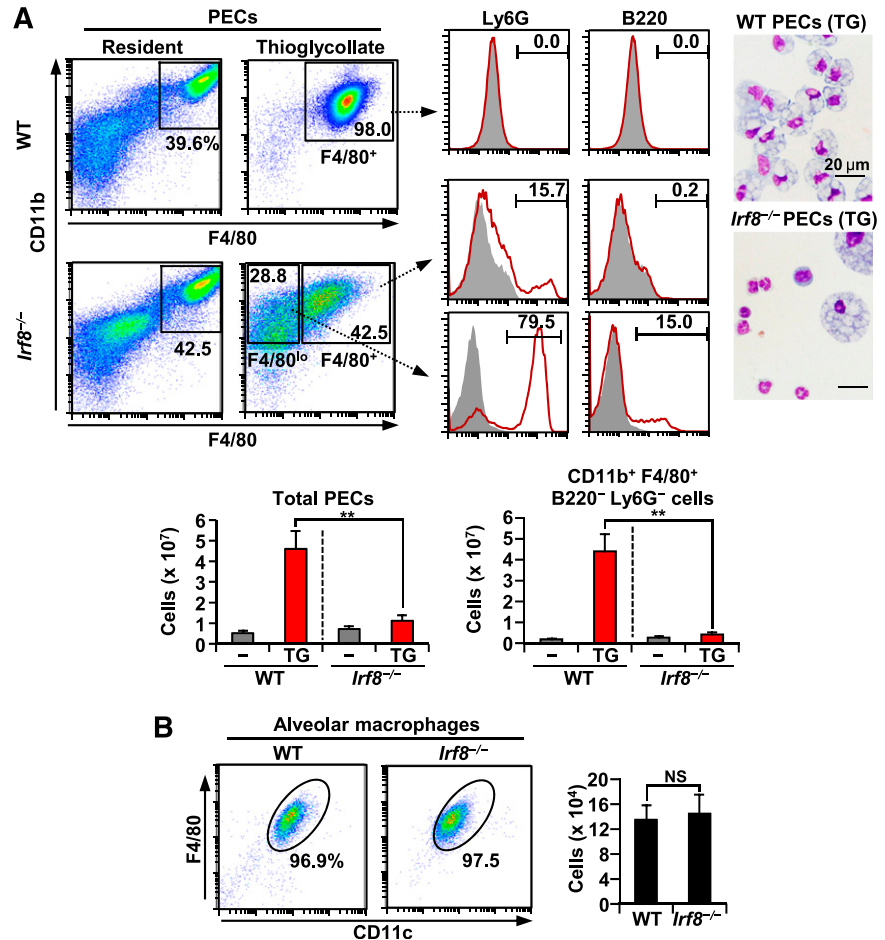 A
PECs
Resident
Thioglycollate
Ly6G
B220
WT PECs (TG)
WT
CD11b
39.6%
98.0
F4/80⁺
0.0
0.0
20 µm
F4/80
Irf8⁻/⁻ PECs (TG)
Irf8⁻/⁻
42.5
28.8
42.5
F4/80ˡᵒ
F4/80⁺
15.7
0.2
79.5
15.0
F4/80
Total PECs
Cells (x 10⁷)
6
5
4
3
2
1
0
**
–
TG
–
TG
WT
Irf8⁻/⁻
CD11b⁺ F4/80⁺
B220⁻ Ly6G⁻ cells
Cells (x 10⁷)
6
5
4
3
2
1
0
**
–
TG
–
TG
WT
Irf8⁻/⁻
B
Alveolar macrophages
WT
Irf8⁻/⁻
F4/80
96.9%
97.5
CD11c
Cells (x 10⁴)
20
16
12
8
4
0
NS
WT
Irf8⁻/⁻